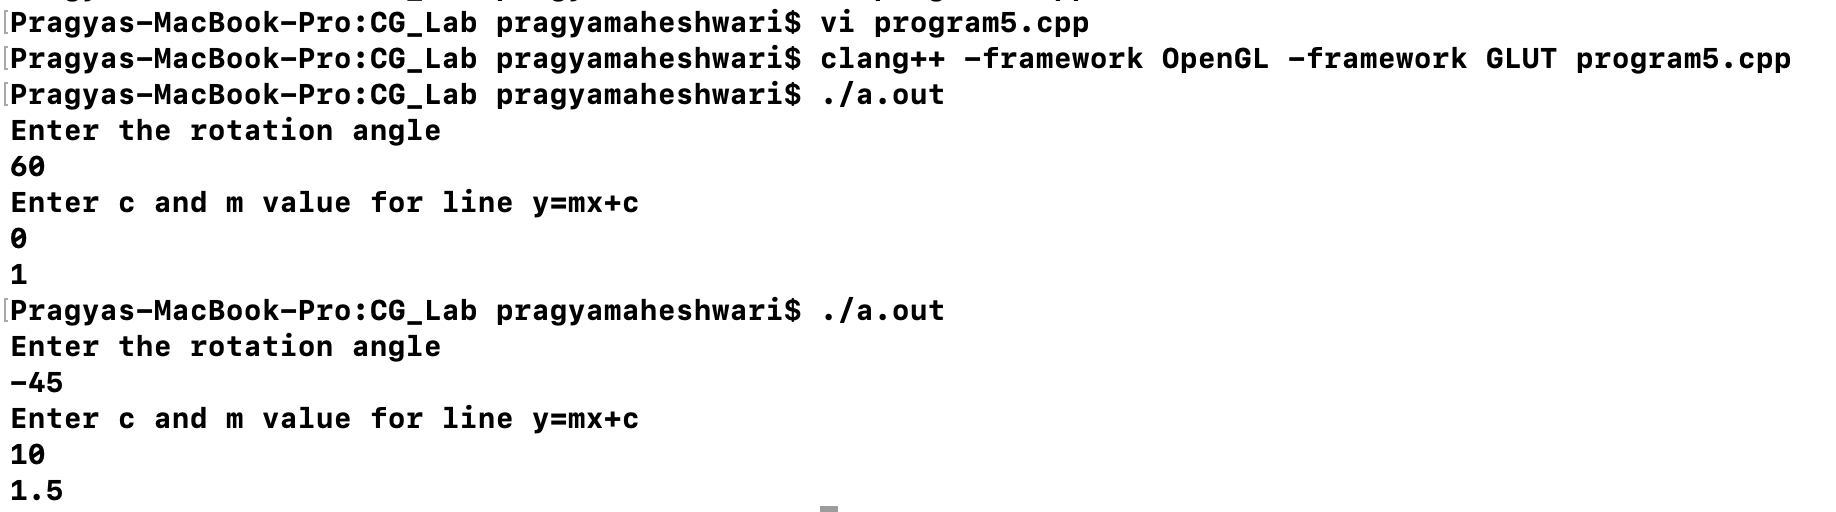 Pragyas-MacBook-Pro:CG_Lab pragyamaheshwari$ vi program5.cpp
Pragyas-MacBook-Pro:CG_Lab pragyamaheshwari$ clang++ -framework OpenGL -framework GLUT program5.cpp
Pragyas-MacBook-Pro:CG_Lab pragyamaheshwari$ ./a.out
Enter the rotation angle
60
Enter c and m value for line y=mx+c
0
1
Pragyas-MacBook-Pro:CG_Lab pragyamaheshwari$ ./a.out
Enter the rotation angle
-45
Enter c and m value for line y=mx+c
10
1.5